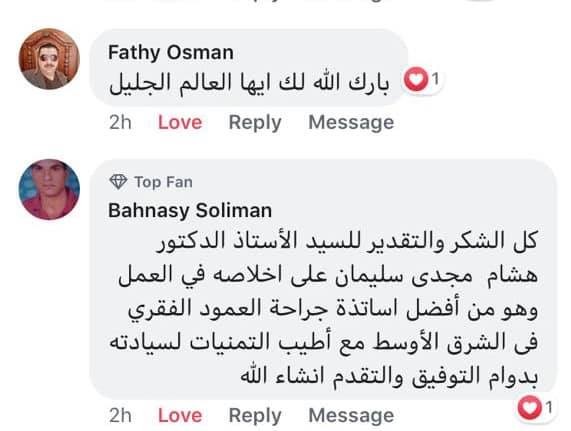 Fathy Osman
بارك الله لك ايها العالم الجليل
1
2h Love Reply Message
Top Fan
Bahnasy Soliman
كل الشكر والتقدير للسيد الأستاذ الدكتور
هشام مجدى سليمان على اخلاصه في العمل
وهو من أفضل اساتذة جراحة العمود الفقري
فى الشرق الأوسط مع أطيب التمنيات لسيادته
بدوام التوفيق والتقدم انشاء الله
1
2h Love Reply Message